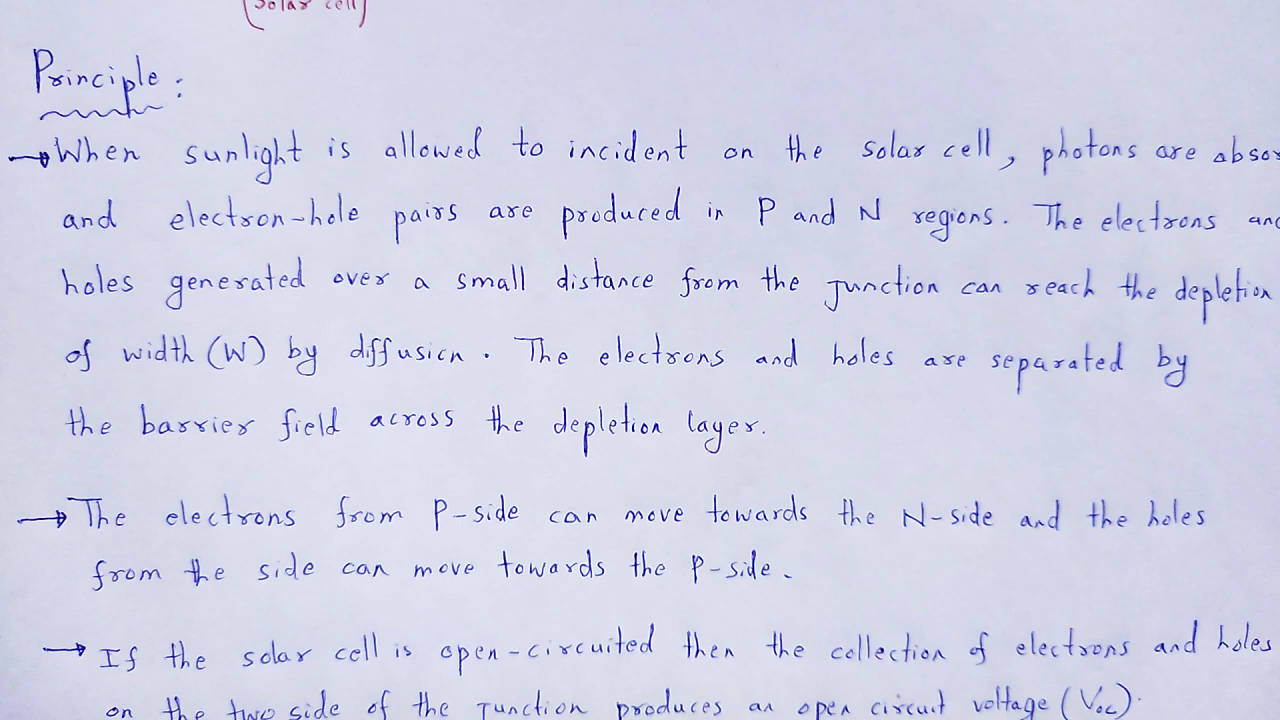 (Solar cell)
Principle :
→ When sunlight is allowed to incident on the solar cell, photons are absor
and electron-hole pairs are produced in P and N regions. The electrons and
holes generated over a small distance from the junction can reach the depletion
of width (W) by diffusion. The electrons and holes are separated by
the barrier field across the depletion layer.
→ The electrons from P-side can move towards the N-side and the holes
from the side can move towards the P-side.
→ If the solar cell is open-circuited then the collection of electrons and holes
on the two side of the junction produces an open circuit voltage (Voc).